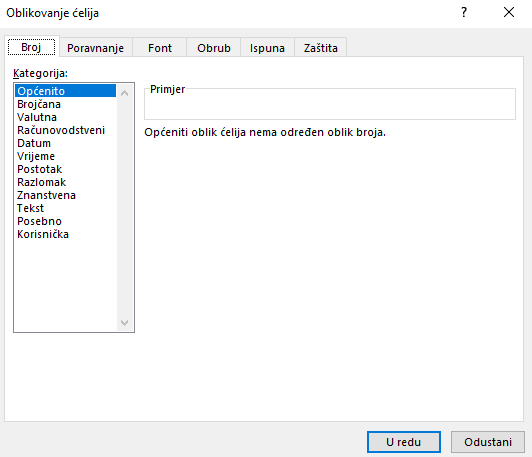 Oblikovanje ćelija
?
Broj Poravnanje Font Obrub Ispuna Zaštita
Kategorija:
Općenito
Brojčana
Valutna
Računovodstveni
Datum
Vrijeme
Postotak
Razlomak
Znanstvena
Tekst
Posebno
Korisnička
Primjer
Općeniti oblik ćelija nema određen oblik broja.
U redu Odustani